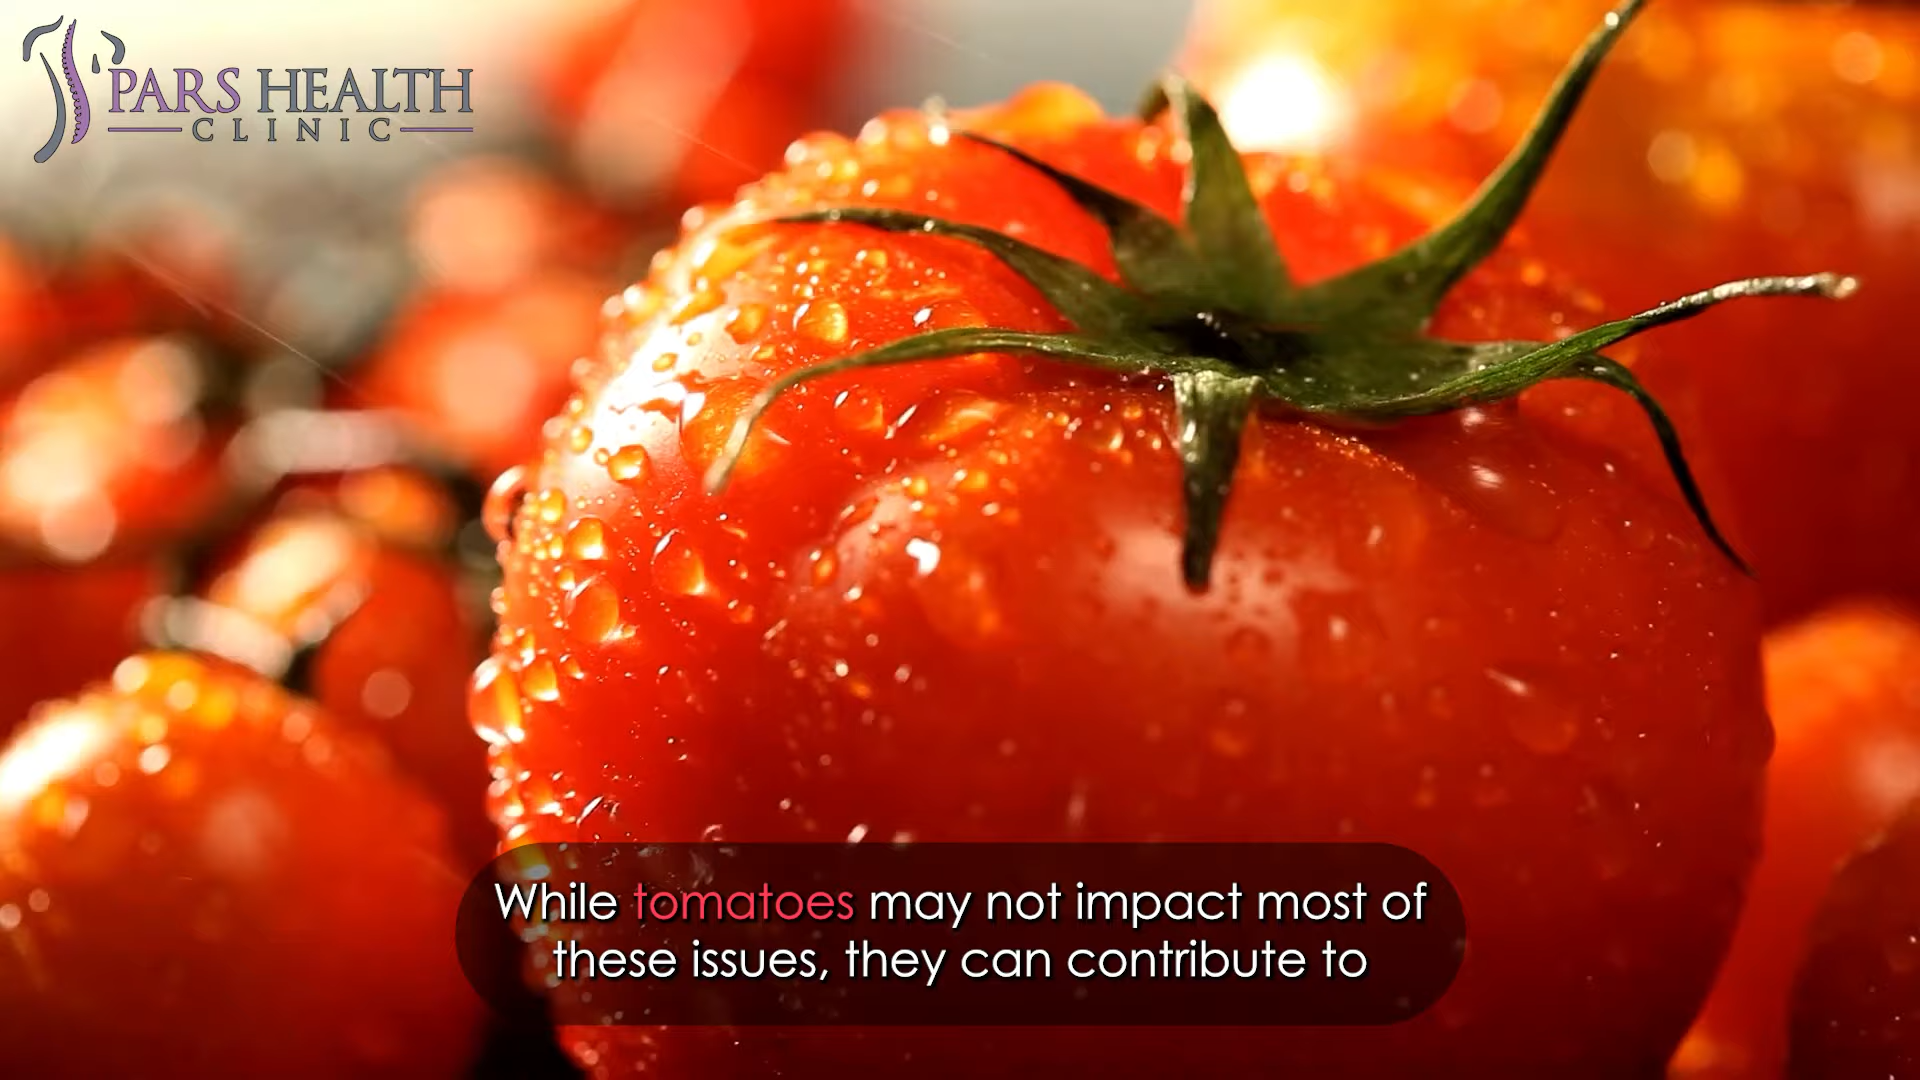 PARS HEALTH
CLINIC
While tomatoes may not impact most of
these issues, they can contribute to